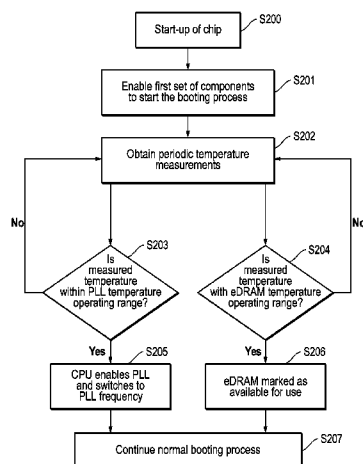 S200
Start-up of chip
S201
Enable first set of components
to start the booting process
S202
Obtain periodic temperature
measurements
No
No
S203
Is
measured
temperature
within PLL temperature
operating range?
S204
Is
measured
temperature
with eDRAM temperature
operating range?
Yes
S205
Yes
S206
CPU enables PLL
and switches to
PLL frequency
eDRAM marked as
available for use
S207
Continue normal booting process